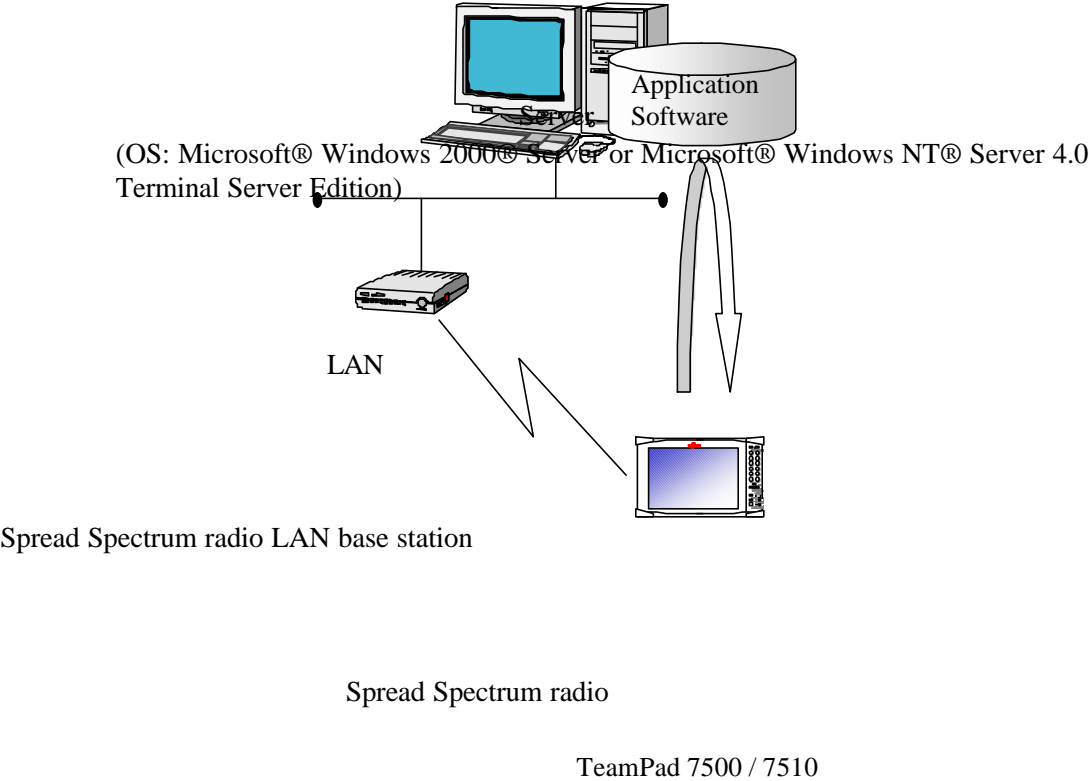 Application
Software
Server
(OS: Microsoft® Windows 2000® Server or Microsoft® Windows NT® Server 4.0
Terminal Server Edition)
LAN
Spread Spectrum radio LAN base station
Spread Spectrum radio
TeamPad 7500 / 7510